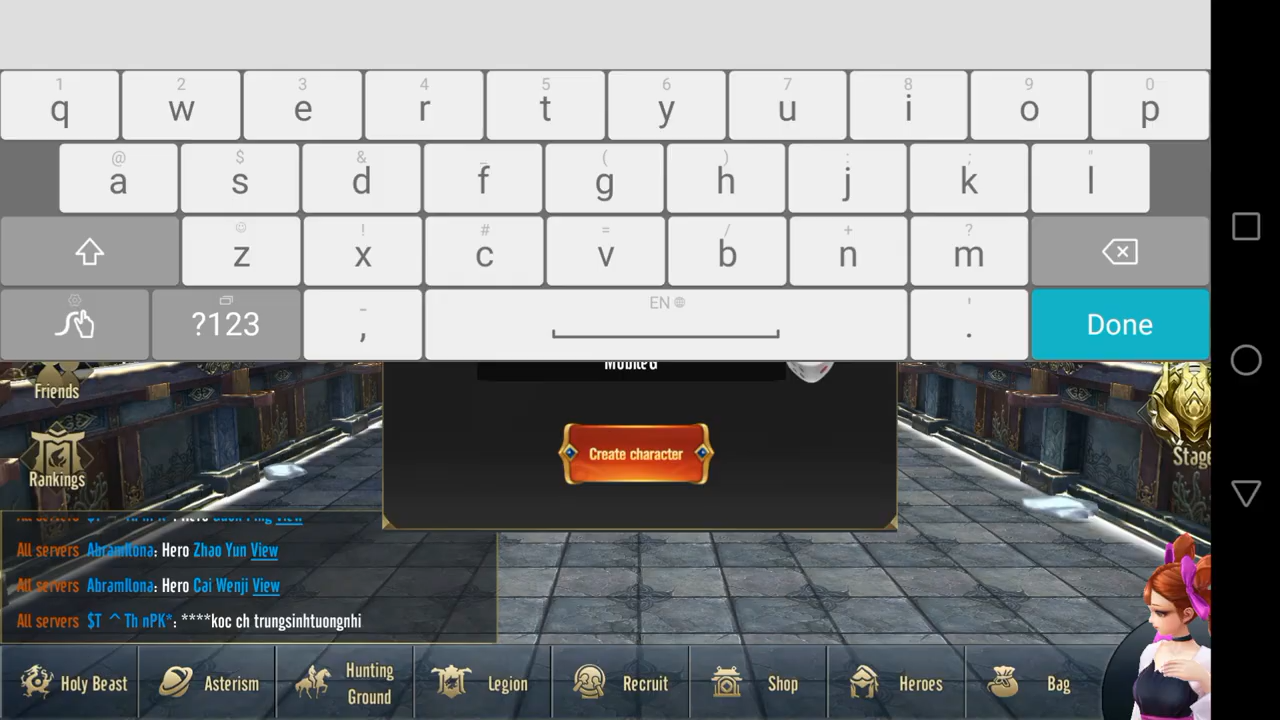 1 2 3 4 5 6 7 8 9 0
q w e r t y u i o p
@ $ & _ ( ) : ; "
a s d f g h j k l
! # = / + ?
z x c v b n m
EN
?123 , - . ' Done
MobileG
Friends
Create character
Stage
Rankings
All servers AbramIlona: Hero Zhao Yun View
All servers AbramIlona: Hero Cai Wenji View
All servers $T ^ Th nPK*: ****koc ch trungsinhtuongnhi
Holy Beast
Asterism
Hunting
Ground
Legion
Recruit
Shop
Heroes
Bag